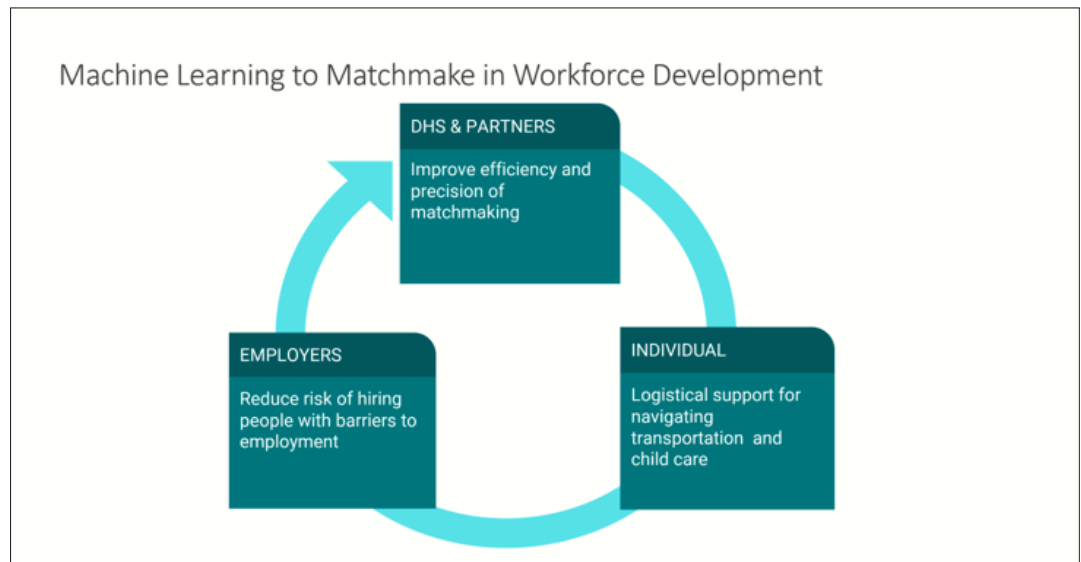 Machine Learning to Matchmake in Workforce Development
DHS & PARTNERS
Improve efficiency and
precision of
matchmaking
INDIVIDUAL
Logistical support for
navigating
transportation and
child care
EMPLOYERS
Reduce risk of hiring
people with barriers to
employment